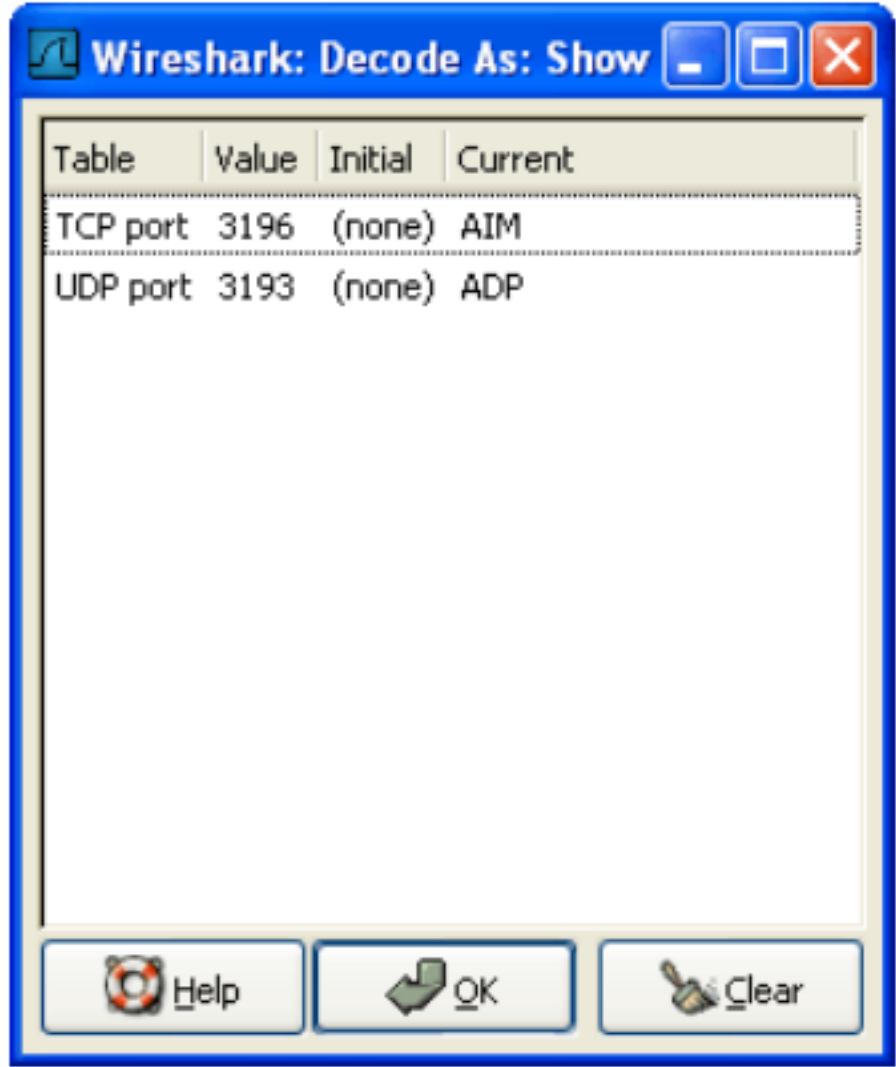 Wireshark: Decode As: Show
Table Value Initial Current
TCP port 3196 (none) AIM
UDP port 3193 (none) ADP
Help OK Clear